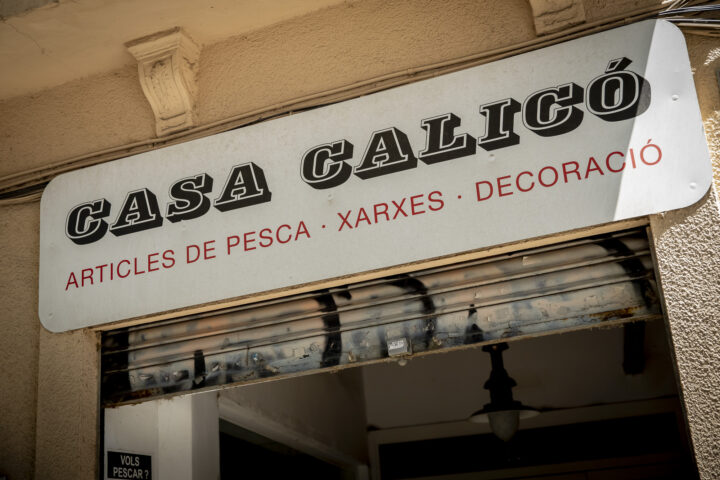 CASA CALICÓ
ARTICLES DE PESCA · XARXES · DECORACIÓ
VOLS
PESCAR?